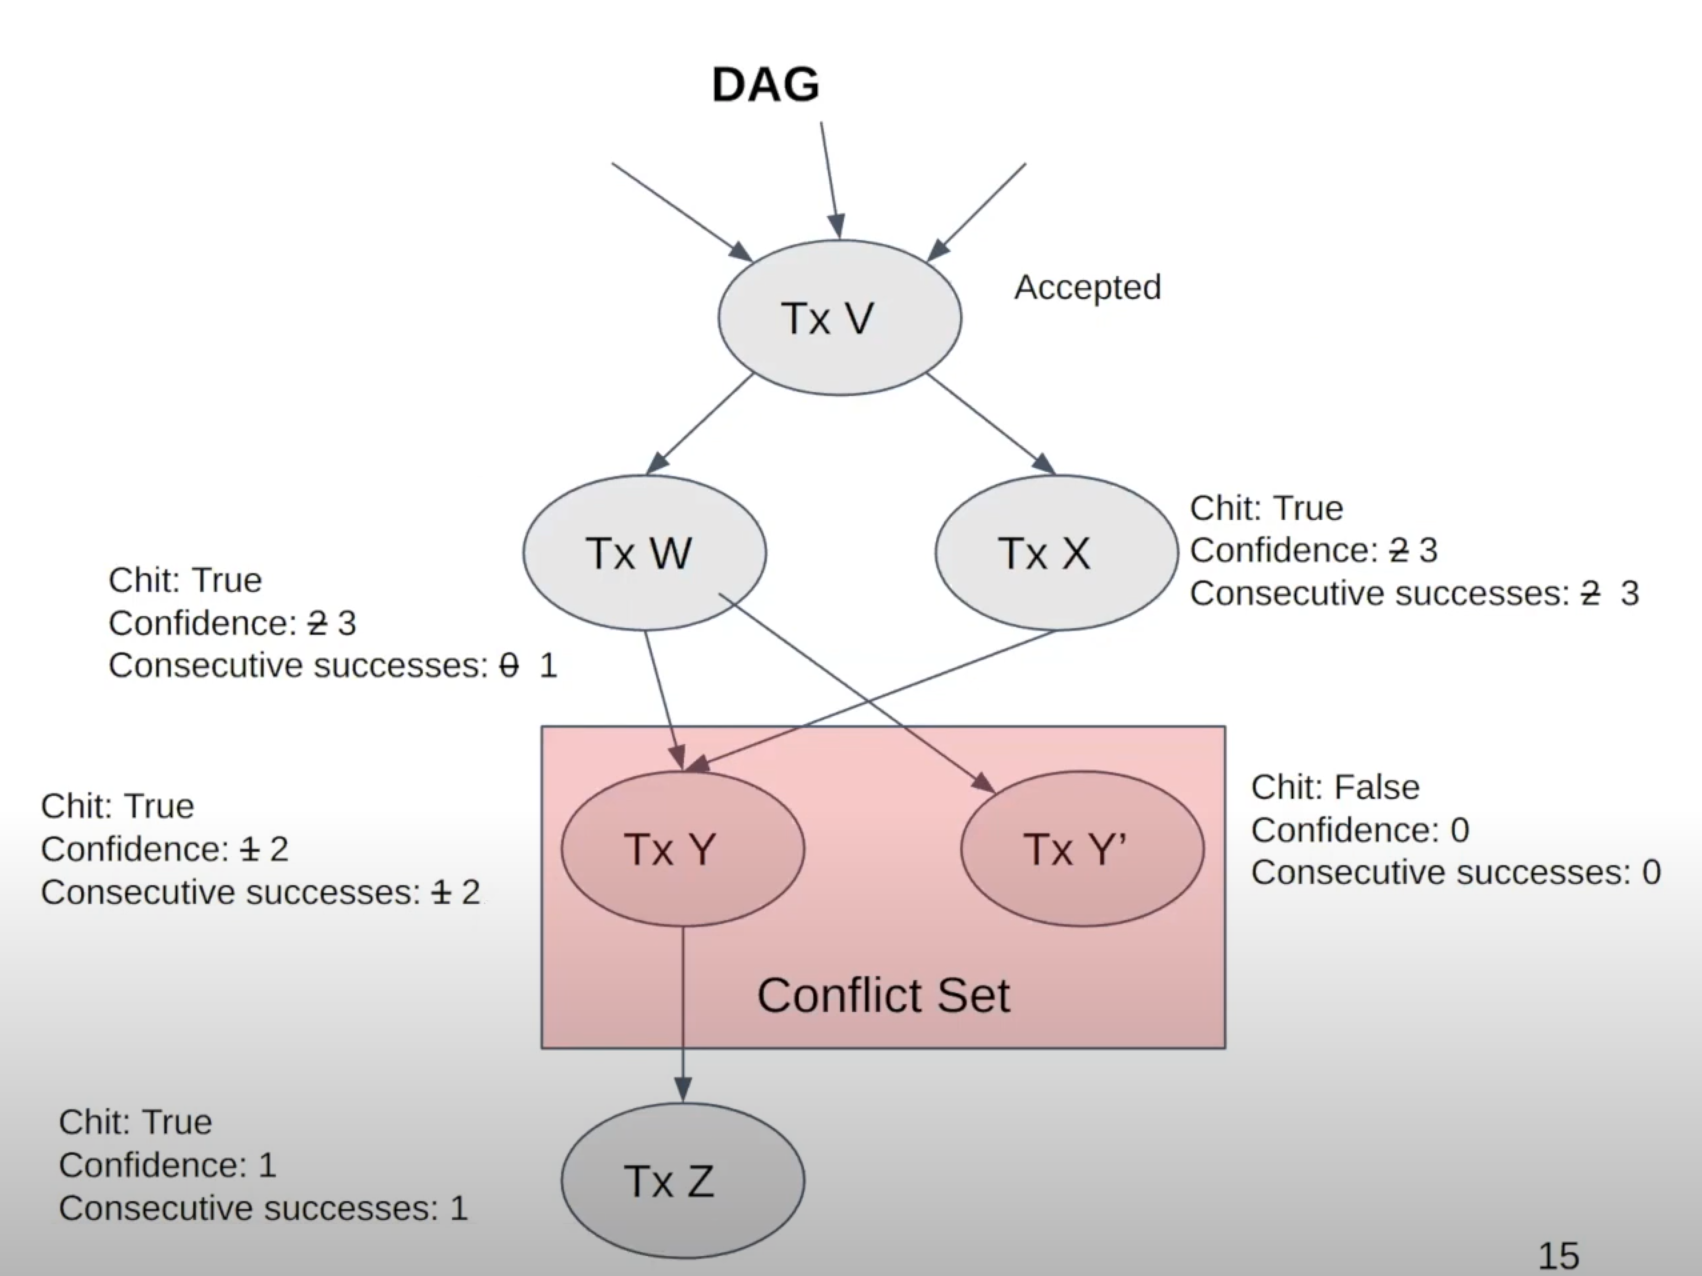 DAG
Tx V
Accepted
Tx W
Tx X
Chit: True
Confidence: 2 3
Consecutive successes: 2 3
Chit: True
Confidence: 2 3
Consecutive successes: 0 1
Chit: True
Confidence: 1 2
Consecutive successes: 1 2
Tx Y
Tx Y’
Chit: False
Confidence: 0
Consecutive successes: 0
Conflict Set
Chit: True
Confidence: 1
Consecutive successes: 1
Tx Z
15